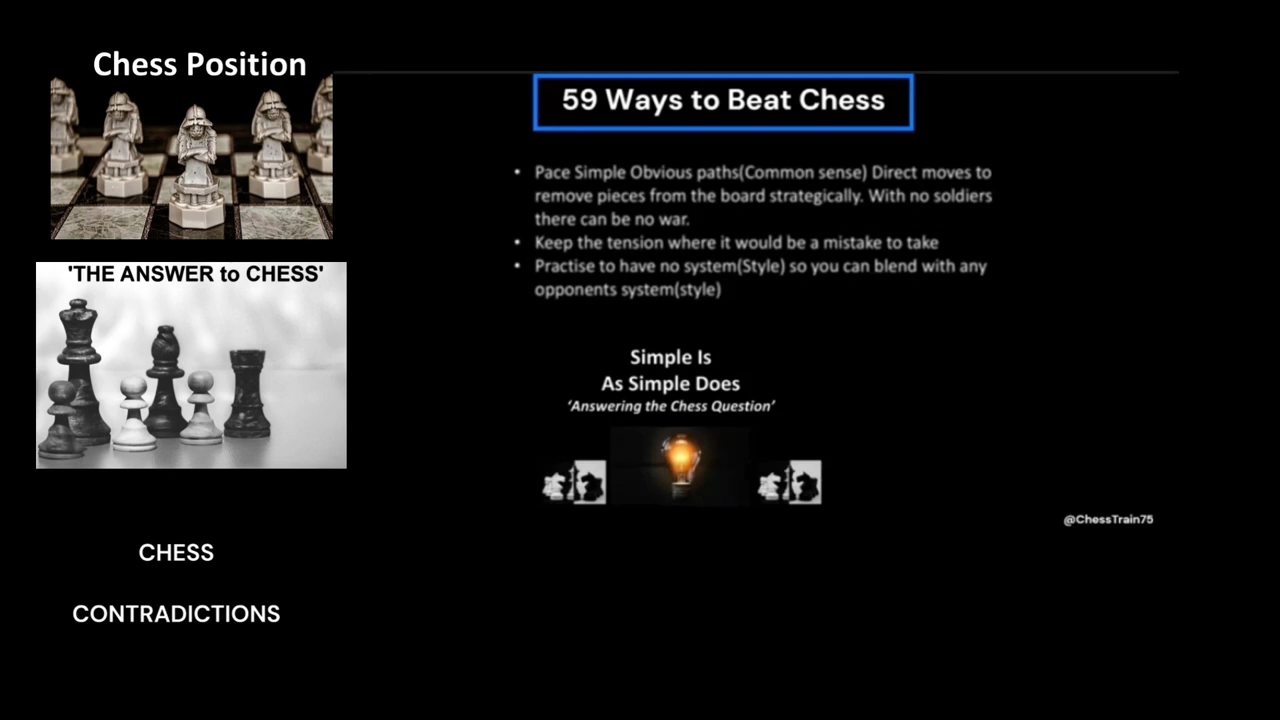 Chess Position
'THE ANSWER to CHESS'
CHESS
CONTRADICTIONS
59 Ways to Beat Chess
• Pace Simple Obvious paths(Common sense) Direct moves to
remove pieces from the board strategically. With no soldiers
there can be no war.
• Keep the tension where it would be a mistake to take
• Practise to have no system(Style) so you can blend with any
opponents system(style)
Simple Is
As Simple Does
‘Answering the Chess Question’
@ChessTrain75